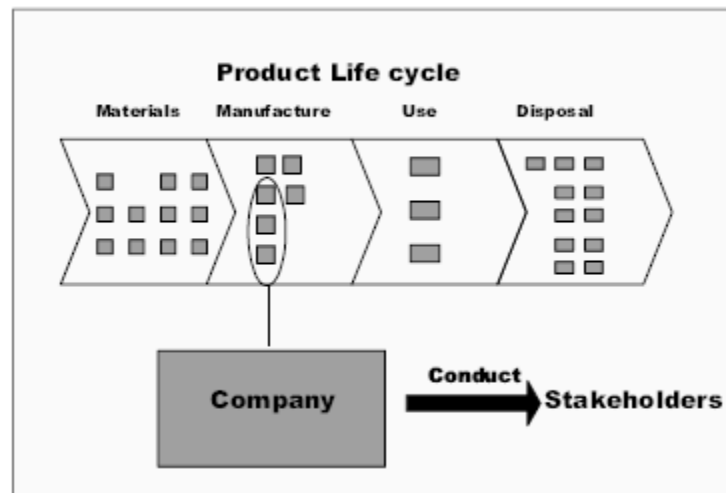 Product Life cycle
Materials Manufacture Use Disposal
Company
Conduct
Stakeholders